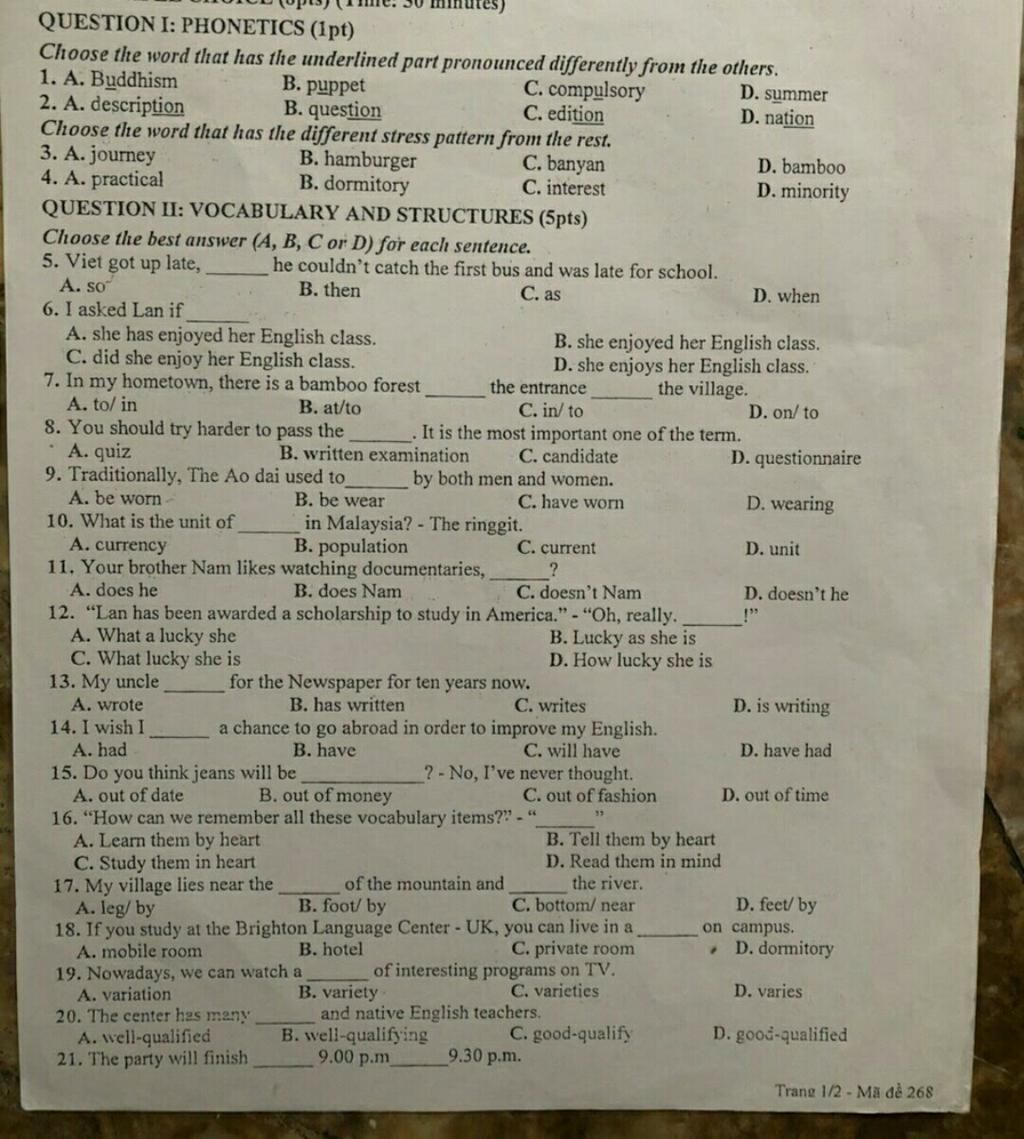 CHOICE (8pts) (Time: 30 minutes)
QUESTION I: PHONETICS (1pt)
Choose the word that has the underlined part pronounced differently from the others.
1. A. Buddhism B. puppet C. compulsory D. summer
2. A. description B. question C. edition D. nation
Choose the word that has the different stress pattern from the rest.
3. A. journey B. hamburger C. banyan D. bamboo
4. A. practical B. dormitory C. interest D. minority
QUESTION II: VOCABULARY AND STRUCTURES (5pts)
Choose the best answer (A, B, C or D) for each sentence.
5. Viet got up late, ______ he couldn't catch the first bus and was late for school.
A. so B. then C. as D. when
6. I asked Lan if ______
A. she has enjoyed her English class. B. she enjoyed her English class.
C. did she enjoy her English class. D. she enjoys her English class.
7. In my hometown, there is a bamboo forest ______ the entrance ______ the village.
A. to/ in B. at/to C. in/ to D. on/ to
8. You should try harder to pass the ______. It is the most important one of the term.
A. quiz B. written examination C. candidate D. questionnaire
9. Traditionally, The Ao dai used to______ by both men and women.
A. be worn B. be wear C. have worn D. wearing
10. What is the unit of ______ in Malaysia? - The ringgit.
A. currency B. population C. current D. unit
11. Your brother Nam likes watching documentaries, ______?
A. does he B. does Nam C. doesn't Nam D. doesn't he
12. "Lan has been awarded a scholarship to study in America." - "Oh, really. ______!"
A. What a lucky she B. Lucky as she is
C. What lucky she is D. How lucky she is
13. My uncle ______ for the Newspaper for ten years now.
A. wrote B. has written C. writes D. is writing
14. I wish I ______ a chance to go abroad in order to improve my English.
A. had B. have C. will have D. have had
15. Do you think jeans will be ____________? - No, I've never thought.
A. out of date B. out of money C. out of fashion D. out of time
16. "How can we remember all these vocabulary items?" - "______"
A. Learn them by heart B. Tell them by heart
C. Study them in heart D. Read them in mind
17. My village lies near the ______ of the mountain and ______ the river.
A. leg/ by B. foot/ by C. bottom/ near D. feet/ by
18. If you study at the Brighton Language Center - UK, you can live in a ______ on campus.
A. mobile room B. hotel C. private room D. dormitory
19. Nowadays, we can watch a ______ of interesting programs on TV.
A. variation B. variety C. varieties D. varies
20. The center has many ______ and native English teachers.
A. well-qualified B. well-qualifying C. good-qualify D. good-qualified
21. The party will finish ______ 9.00 p.m______9.30 p.m.
Trang 1/2 - Mã đề 268